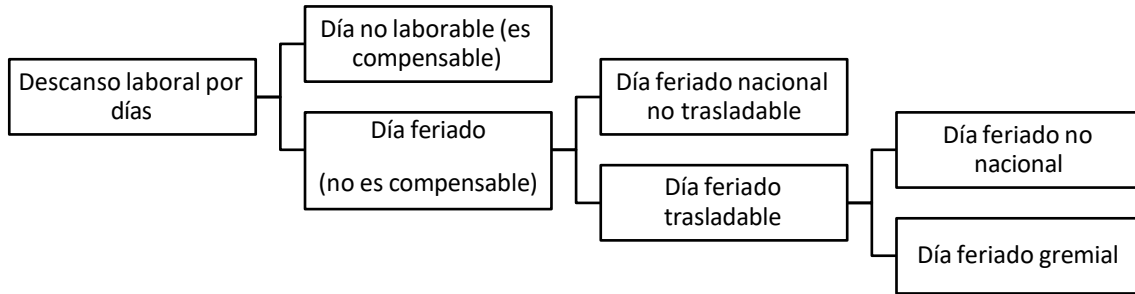 Descanso laboral por
días
Día no laborable (es
compensable)
Día feriado
(no es compensable)
Día feriado nacional
no trasladable
Día feriado
trasladable
Día feriado no
nacional
Día feriado gremial